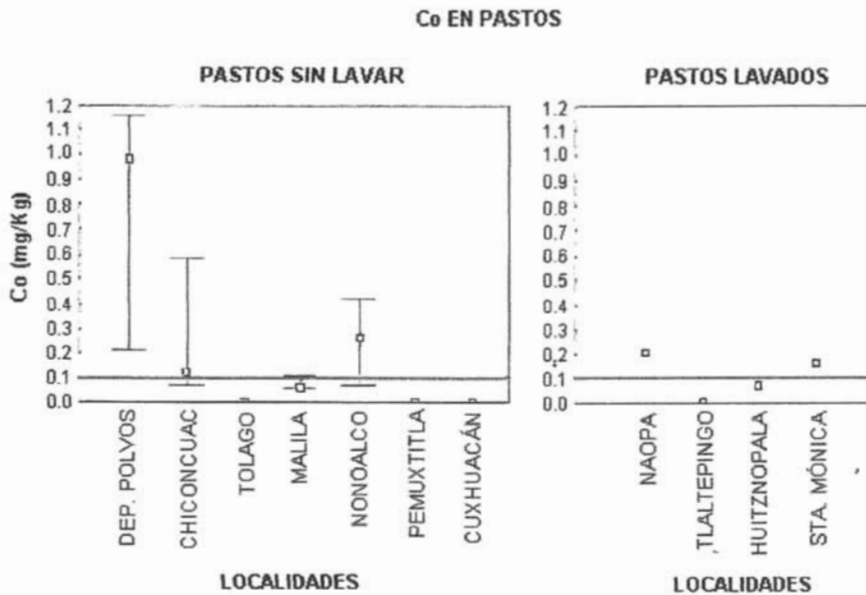 Co EN PASTOS
PASTOS SIN LAVAR
Co (mg/Kg)
1.2
1.1
1.0
0.9
0.8
0.7
0.6
0.5
0.4
0.3
0.2
0.1
0.0
DEP. POLVOS
CHICONCUAC
TOLAGO
MALILA
NONOALCO
PEMUXTITLA
CUXHUACÁN
LOCALIDADES
PASTOS LAVADOS
1.2
1.1
1.0
0.9
0.8
0.7
0.6
0.5
0.4
0.3
0.2
0.1
0.0
NAOPA
TLALTEPINGO
HUITZNOPALA
STA. MÓNICA
LOCALIDADES